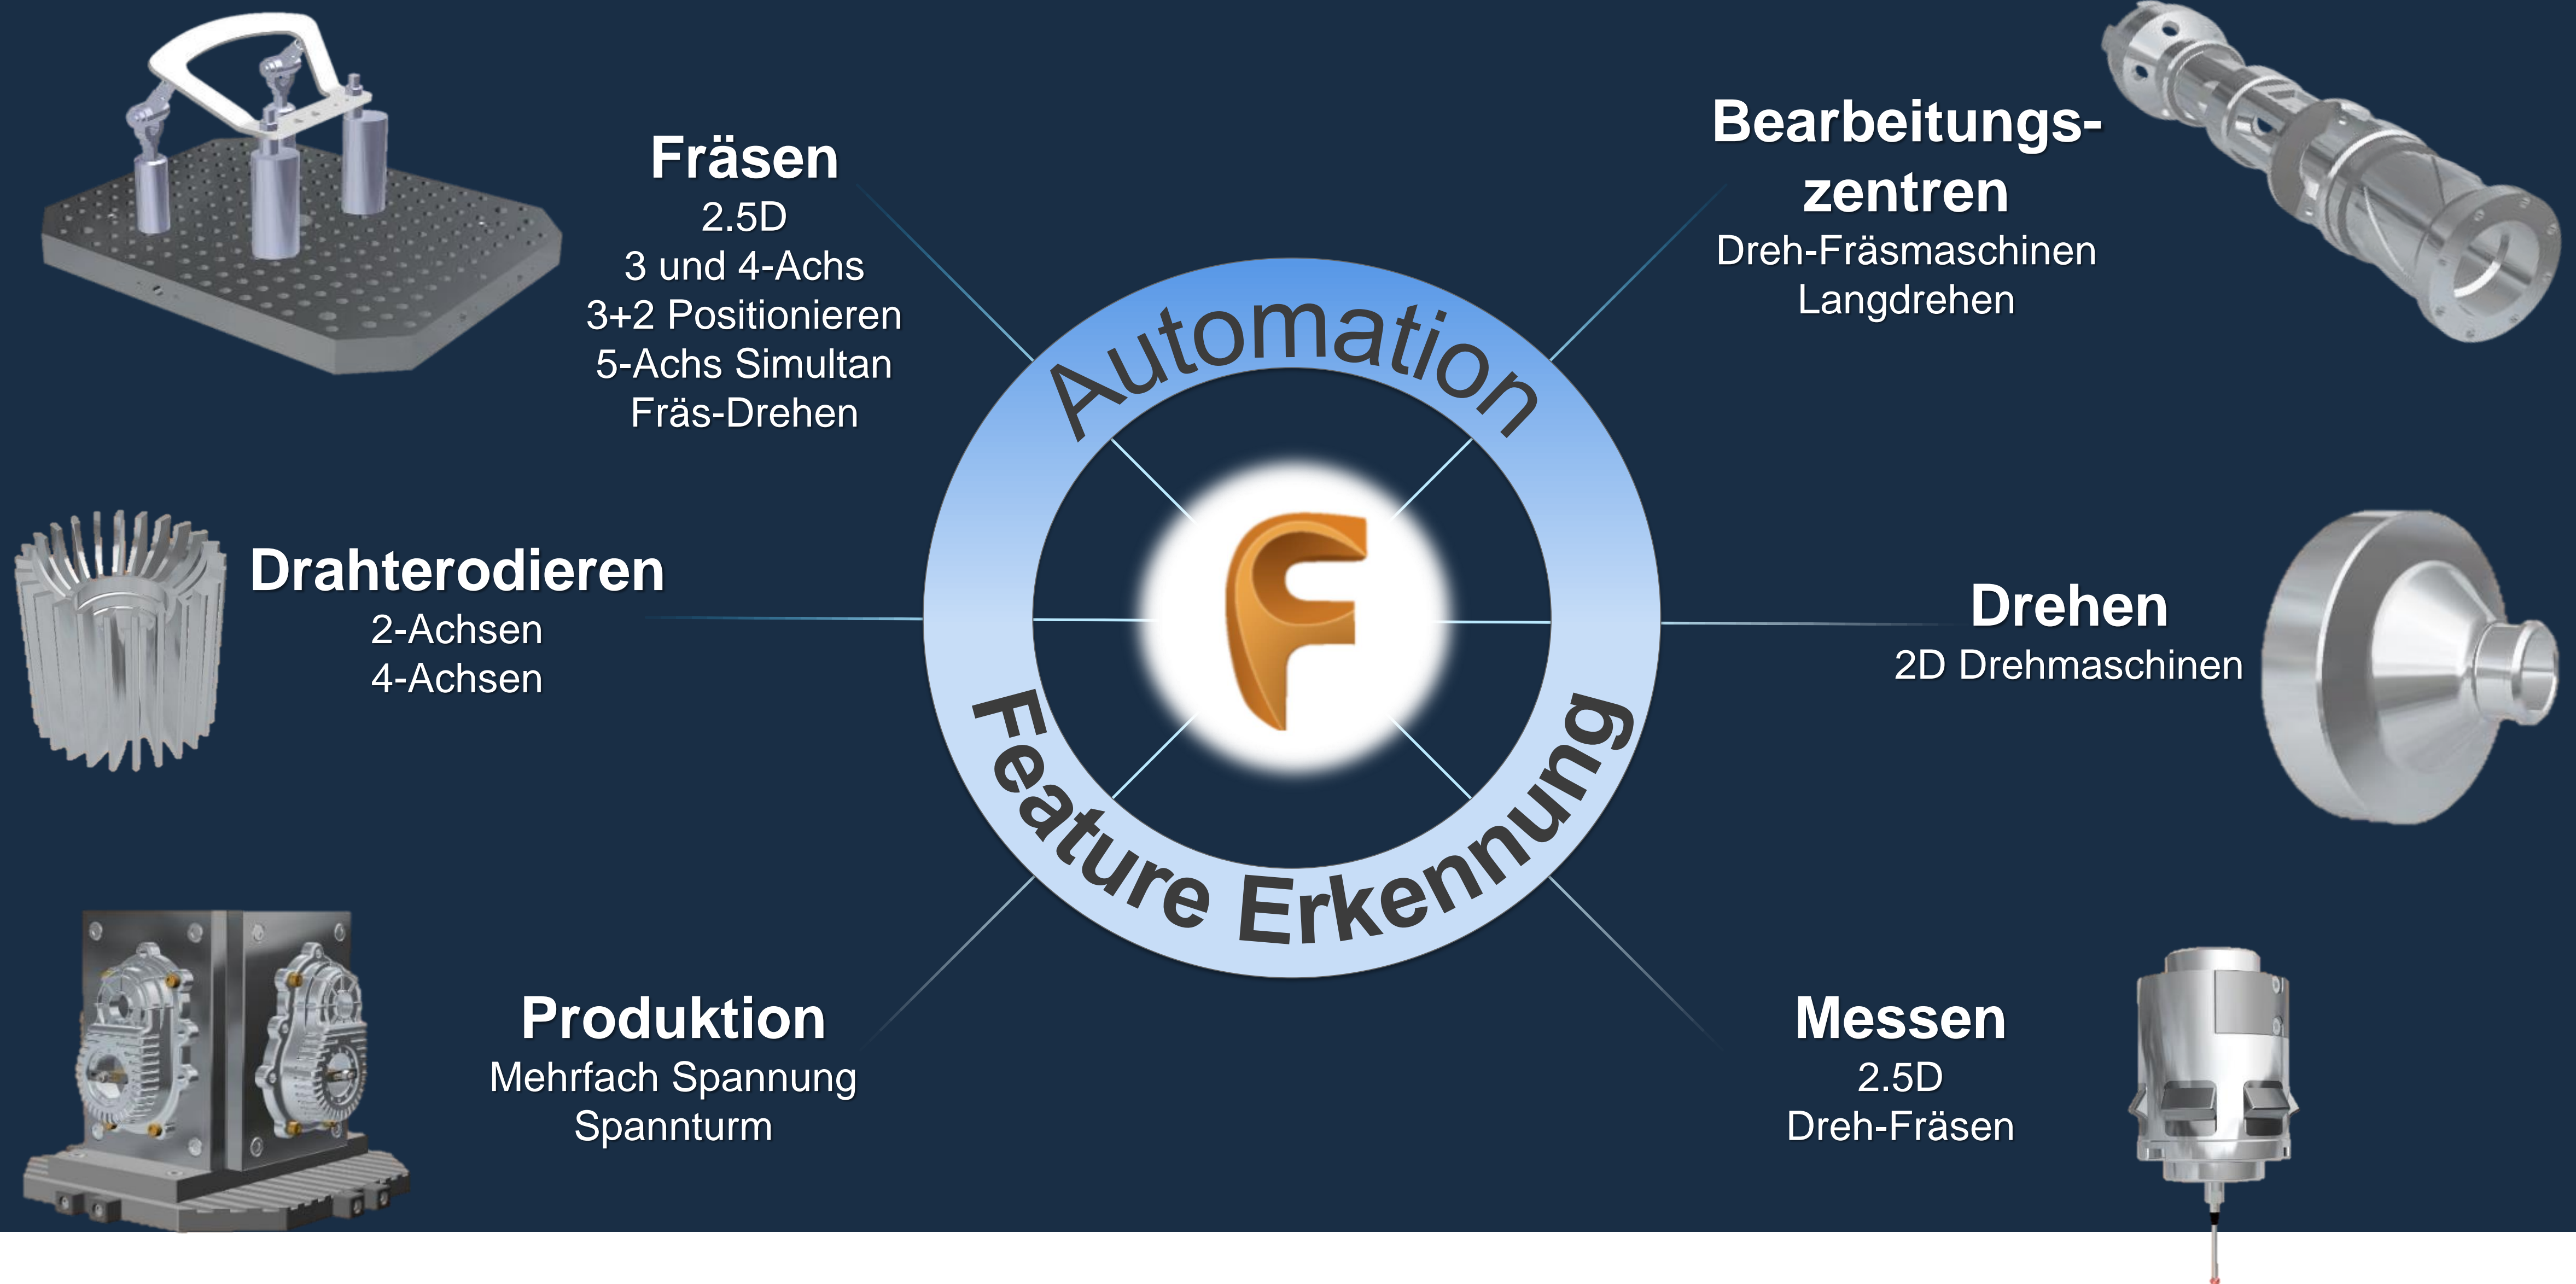 Fräsen
2.5D
3 und 4-Achs
3+2 Positionieren
5-Achs Simultan
Fräs-Drehen
Bearbeitungs-
zentren
Dreh-Fräsmaschinen
Langdrehen
Automation
Feature Erkennung
F
Drahterodieren
2-Achsen
4-Achsen
Drehen
2D Drehmaschinen
Produktion
Mehrfach Spannung
Spannturm
Messen
2.5D
Dreh-Fräsen